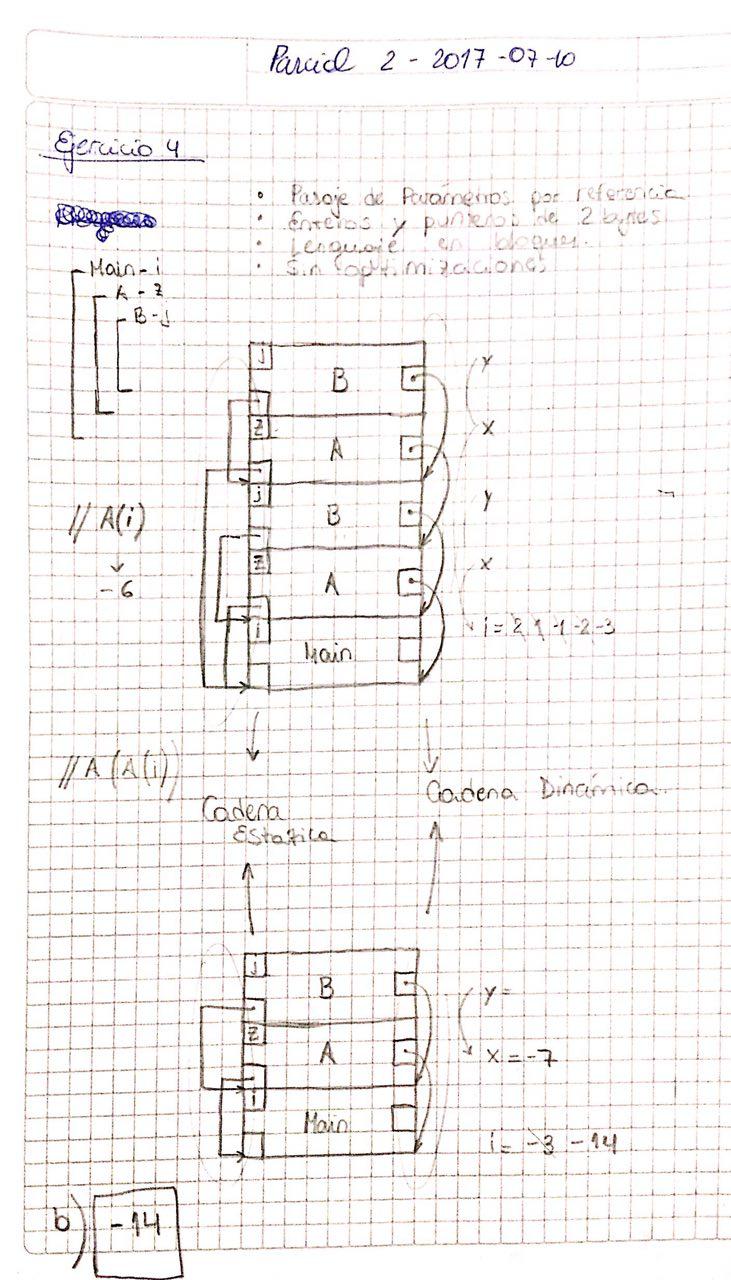 Parcial 2 - 2017-07-10
Ejercicio 4
• Pasaje de Parámetros por referencia
• Enteros y punteros de 2 bytes
• Lenguaje en bloques.
• Sin optimizaciones
Main - i
A - z
B - j
j
B
y
z
A
x
j
B
y
// A(i)
-6
z
A
x
i
Main
i = 2 1 -1 -2 -3
// A(A(i))
Cadena
Estatica
Cadena Dinámica
j
B
y =
z
A
x = -7
i
Main
i = -3 -14
b) -14